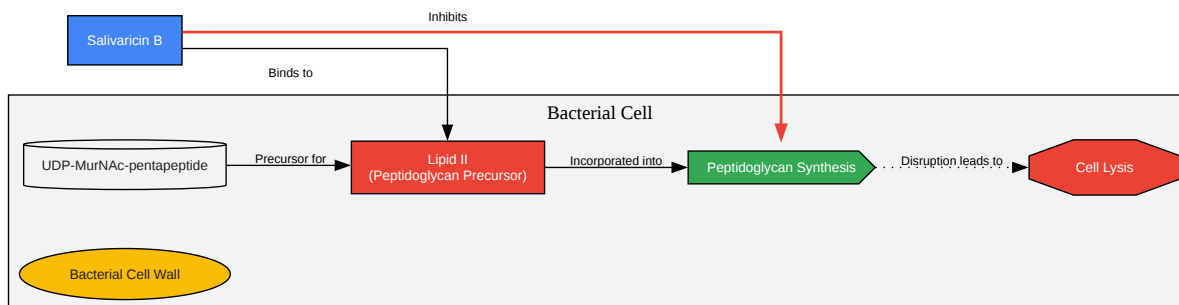 Inhibits
Salivaricin B
Binds to
Bacterial Cell
UDP-MurNAc-pentapeptide
Precursor for
Lipid II
(Peptidoglycan Precursor)
Incorporated into
Peptidoglycan Synthesis
Disruption leads to
Cell Lysis
Bacterial Cell Wall